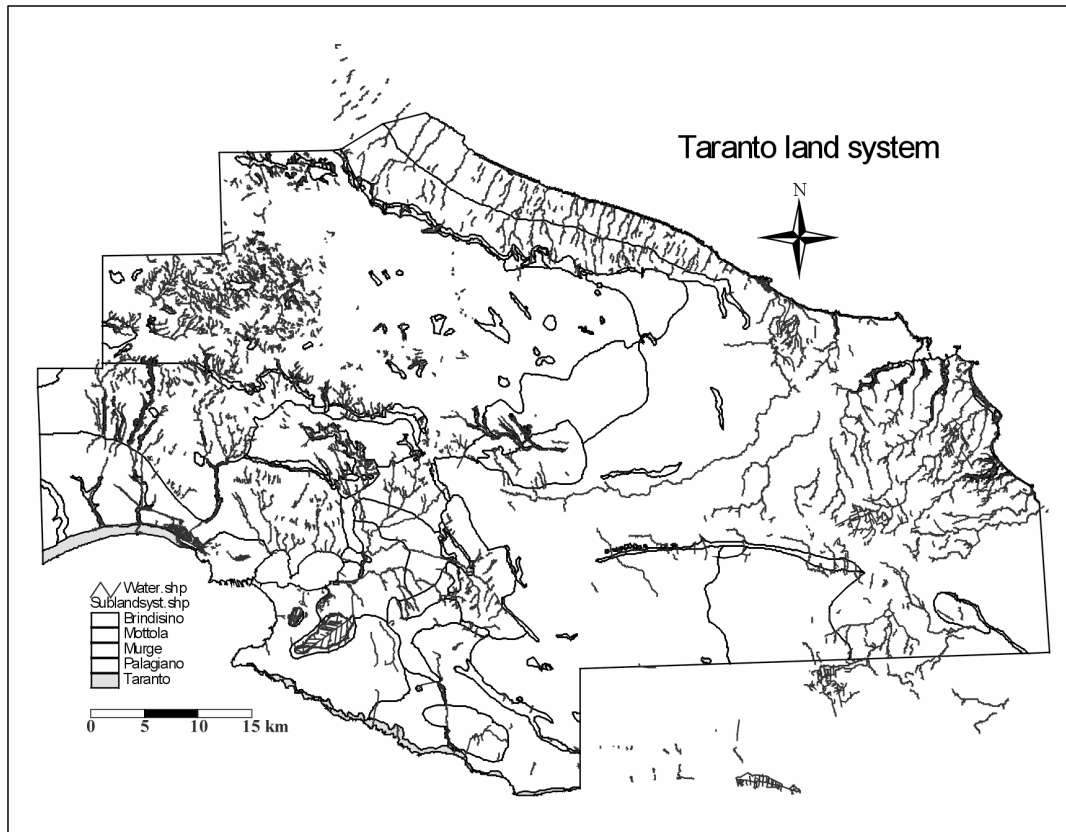 Taranto land system
N
Water.shp
Sublandsyst.shp
Brindisino
Mottola
Murge
Palagiano
Taranto
0 5 10 15 km